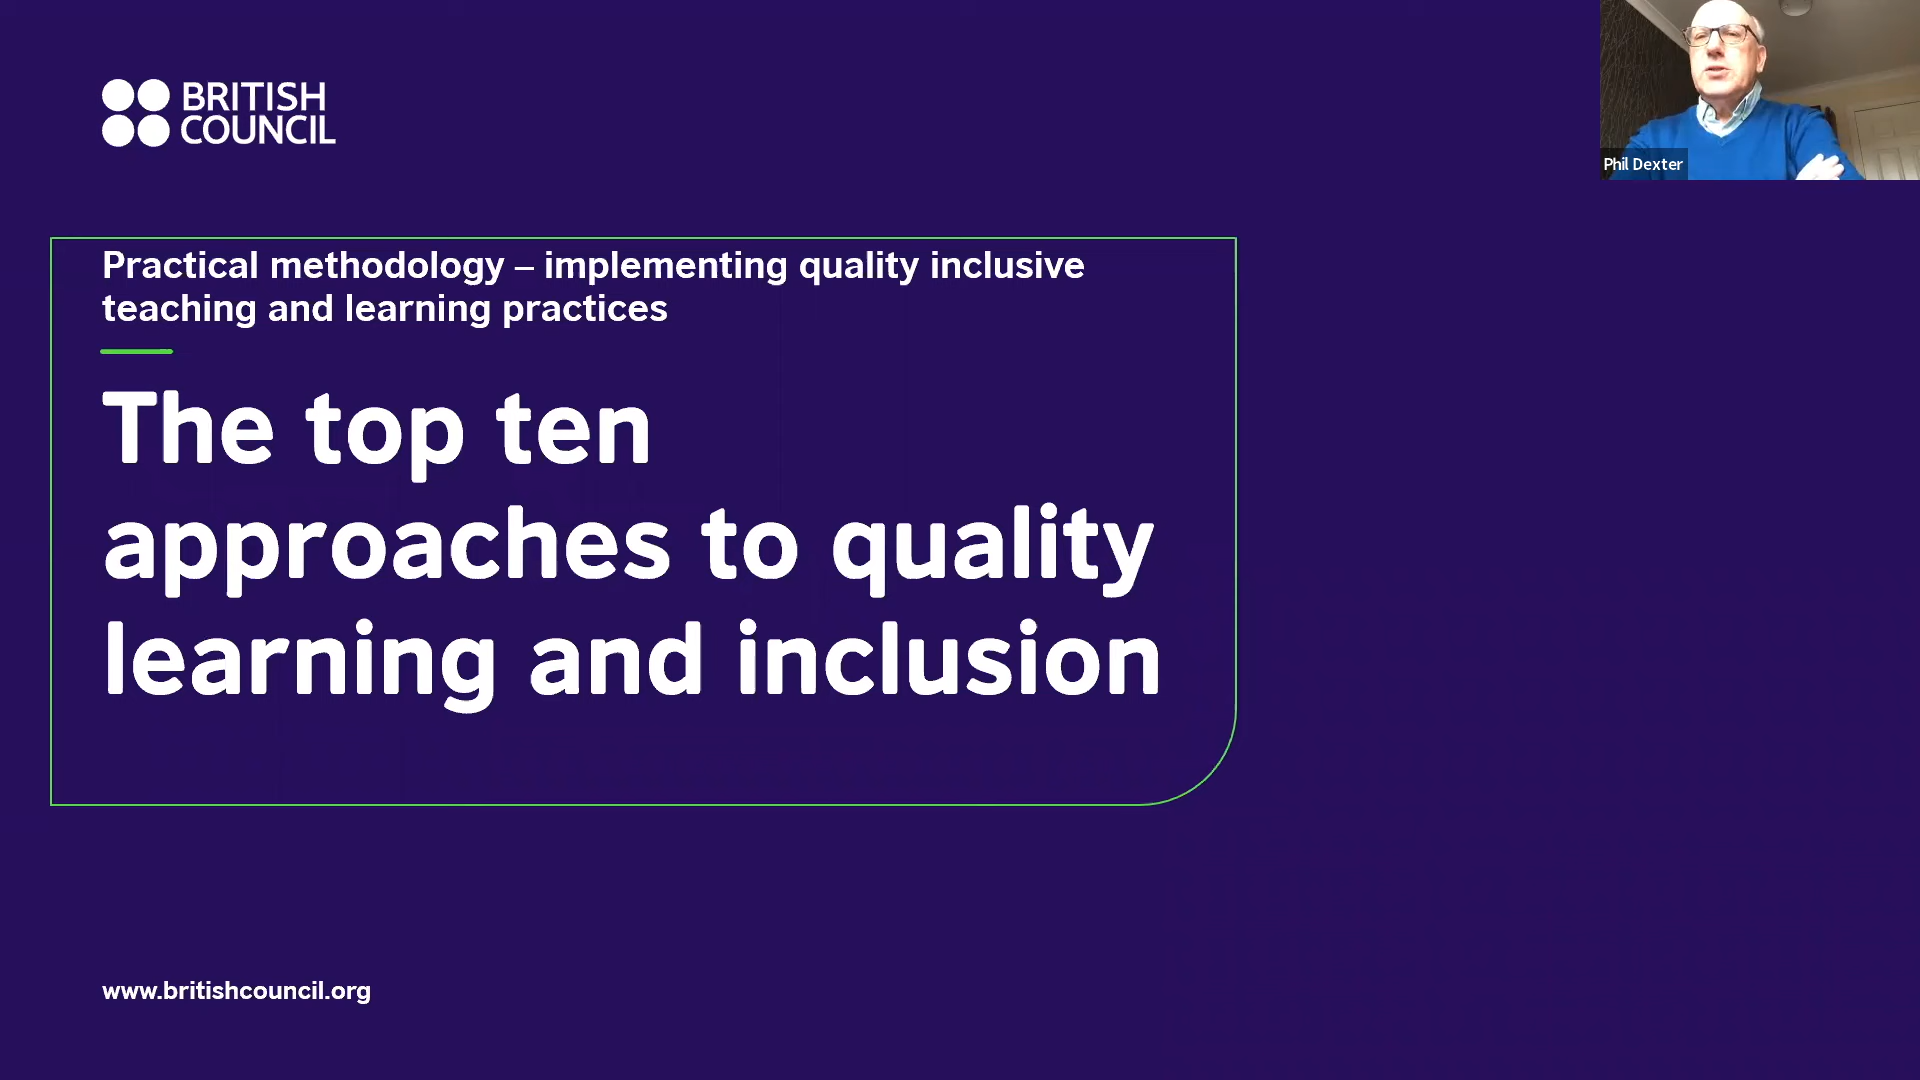 BRITISH
COUNCIL
Phil Dexter
Practical methodology – implementing quality inclusive
teaching and learning practices
The top ten
approaches to quality
learning and inclusion
www.britishcouncil.org